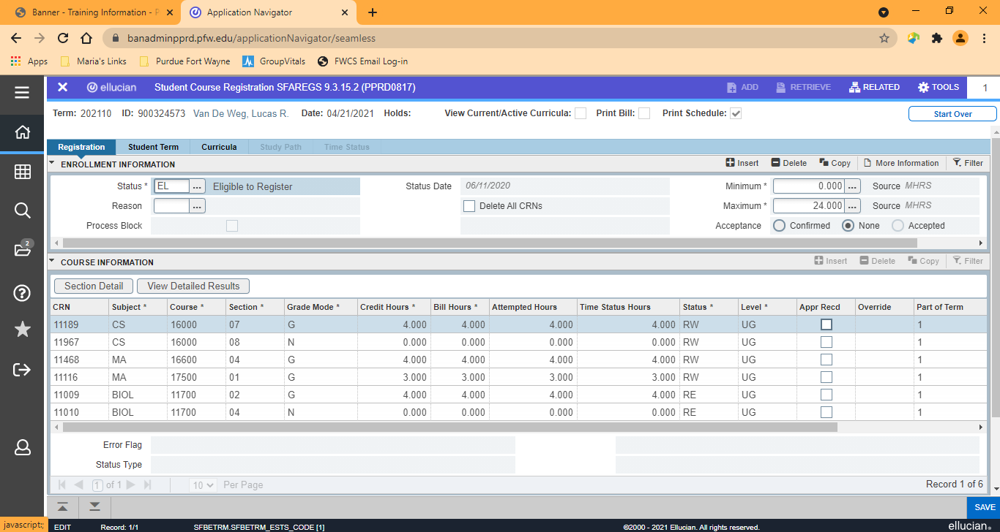 Banner - Training Information - P
Application Navigator
banadminpprd.pfw.edu/applicationNavigator/seamless
Apps Maria's Links Purdue Fort Wayne GroupVitals FWCS Email Log-in
ellucian Student Course Registration SFAREGS 9.3.15.2 (PPRD0817) ADD RETRIEVE RELATED TOOLS 1
Term: 202110 ID: 900324573 Van De Weg, Lucas R. Date: 04/21/2021 Holds: View Current/Active Curricula: Print Bill: Print Schedule: Start Over
Registration Student Term Curricula Study Path Time Status
ENROLLMENT INFORMATION Insert Delete Copy More Information Filter
Status * EL ... Eligible to Register Status Date 06/11/2020 Minimum * 0.000 ... Source MHRS
Reason ... Delete All CRNs Maximum * 24.000 ... Source MHRS
Process Block Acceptance Confirmed None Accepted
2
COURSE INFORMATION Insert Delete Copy Filter
Section Detail View Detailed Results
CRN Subject * Course * Section * Grade Mode * Credit Hours * Bill Hours * Attempted Hours Time Status Hours Status * Level * Appr Recd Override Part of Term
11189 CS 16000 07 G 4.000 4.000 4.000 4.000 RW UG 1
11967 CS 16000 08 N 0.000 0.000 0.000 0.000 RW UG 1
11468 MA 16600 04 G 4.000 4.000 4.000 4.000 RW UG 1
11116 MA 17500 01 G 3.000 3.000 3.000 3.000 RW UG 1
11009 BIOL 11700 02 G 4.000 4.000 4.000 4.000 RE UG 1
11010 BIOL 11700 04 N 0.000 0.000 0.000 0.000 RE UG 1
Error Flag
Status Type
1 of 1 10 Per Page Record 1 of 6
SAVE
javascript:; EDIT Record: 1/1 SFBETRM.SFBETRM_ESTS_CODE [1] ©2000 - 2021 Ellucian. All rights reserved. ellucian